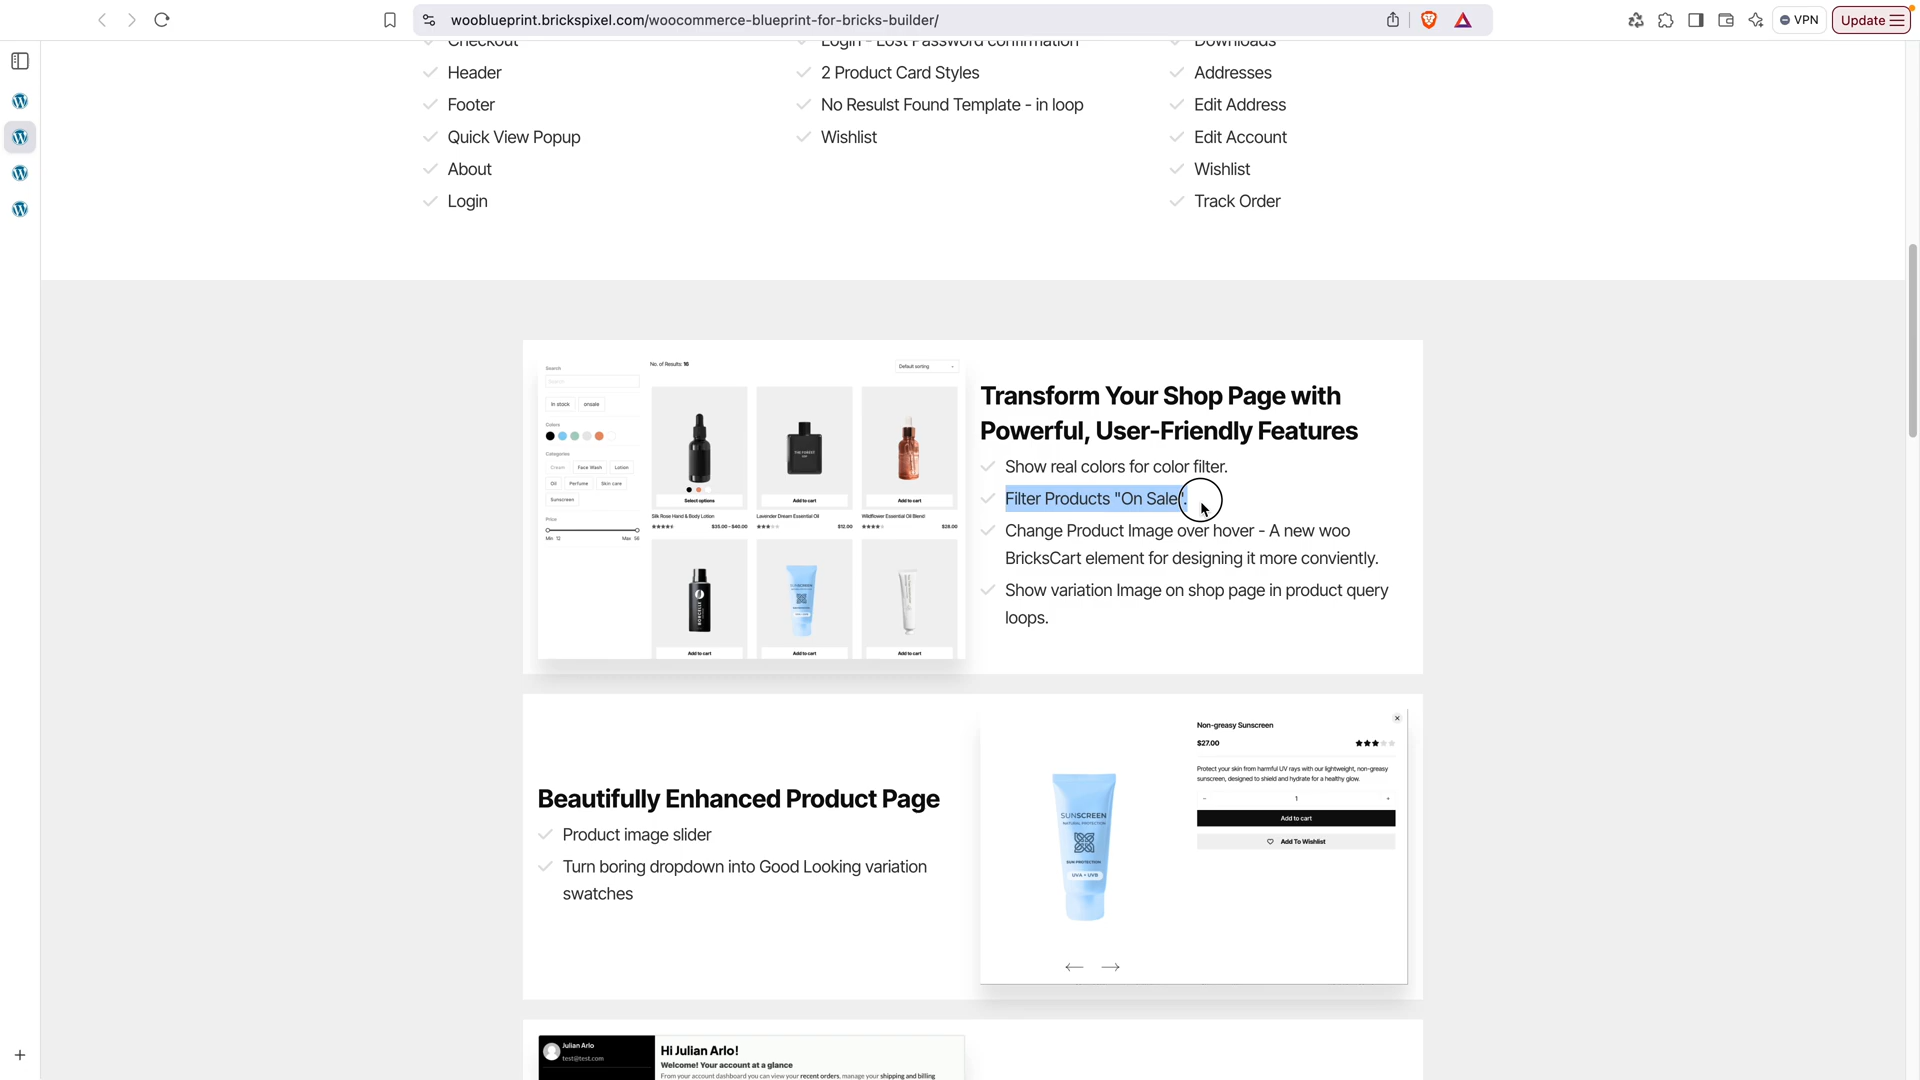 wooblueprint.brickspixel.com/woocommerce-blueprint-for-bricks-builder/
VPN
Update
Checkout
Header
Footer
Quick View Popup
About
Login
Login - Lost Password confirmation
2 Product Card Styles
No Resulst Found Template - in loop
Wishlist
Downloads
Addresses
Edit Address
Edit Account
Wishlist
Track Order
Search
Search
In stock onsale
Colors
Categories
Cream Face Wash Lotion
Oil Perfume Skin care
Sunscreen
Price
Min 12 Max 56
No. of Results: 16
Default sorting
Select options
Silk Rose Hand & Body Lotion
$35.00 - $40.00
Add to cart
Lavender Dream Essential Oil
$12.00
Add to cart
Wildflower Essential Oil Blend
$28.00
Add to cart
SUNSCREEN
Add to cart
Add to cart
Transform Your Shop Page with
Powerful, User-Friendly Features
Show real colors for color filter.
Filter Products "On Sale".
Change Product Image over hover - A new woo
BricksCart element for designing it more conviently.
Show variation Image on shop page in product query
loops.
Beautifully Enhanced Product Page
Product image slider
Turn boring dropdown into Good Looking variation
swatches
SUNSCREEN
NATURAL PROTECTION
SUN PROTECTION
UVA + UVB
Non-greasy Sunscreen
$27.00
Protect your skin from harmful UV rays with our lightweight, non-greasy
sunscreen, designed to shield and hydrate for a healthy glow.
- 1 +
Add to cart
Add To Wishlist
Julian Arlo
test@test.com
Hi Julian Arlo!
Welcome! Your account at a glance
From your account dashboard you can view your recent orders, manage your shipping and billing